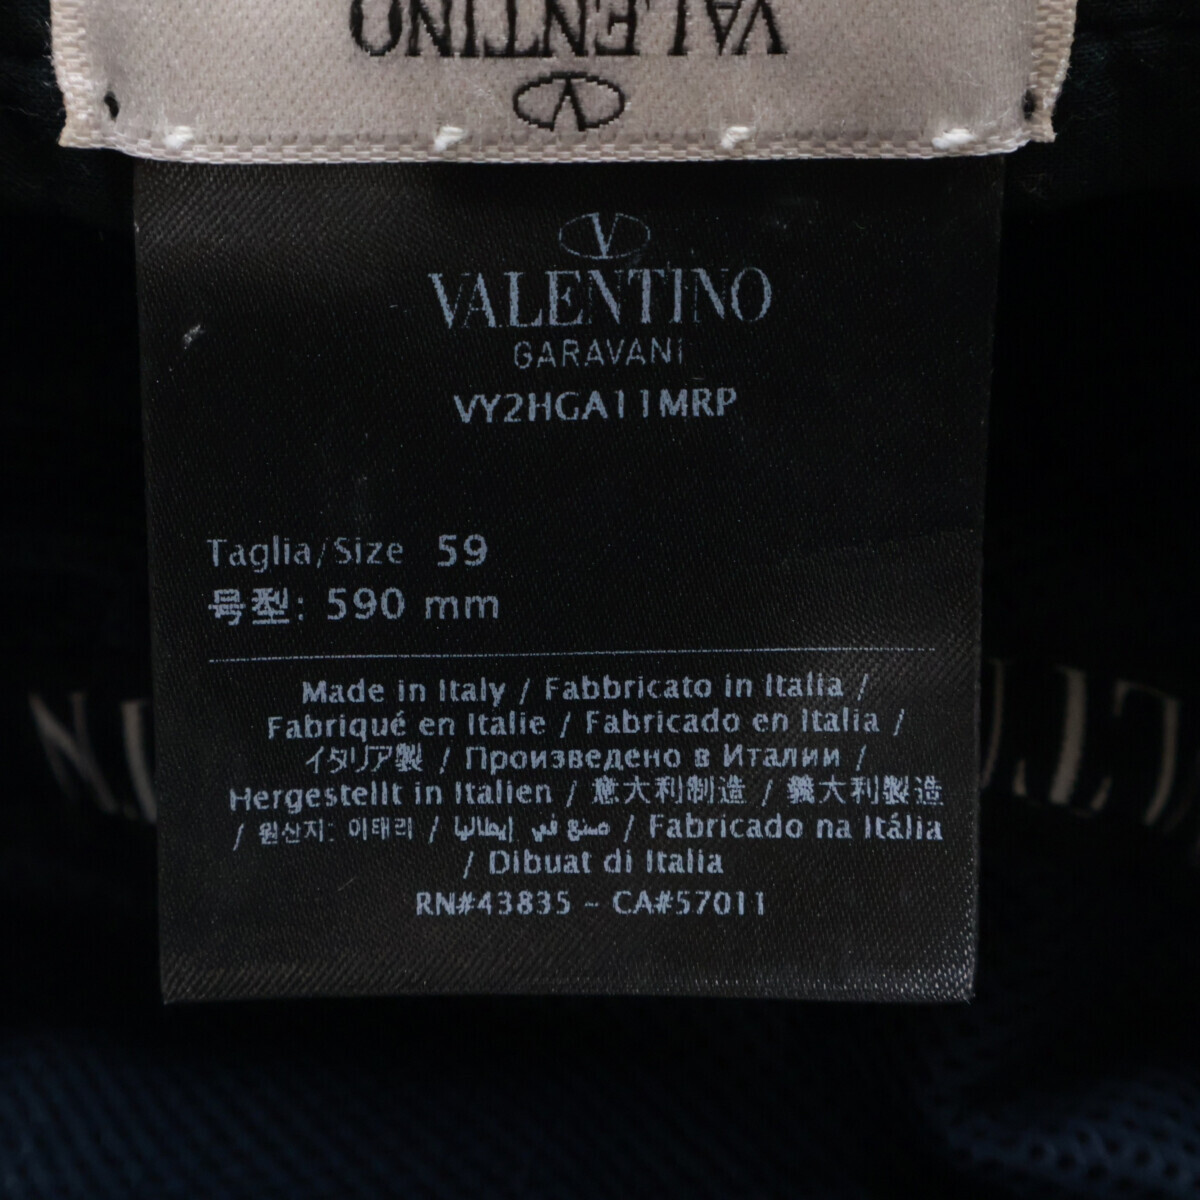 VALENTINO
V
V
VALENTINO
GARAVANI
VY2HGA11MRP
Taglia/Size 59
号型: 590 mm
Made in Italy / Fabbricato in Italia /
Fabriqué en Italie / Fabricado en Italia /
イタリア製 / Произведено в Италии /
Hergestellt in Italien / 意大利制造 / 義大利製造
/ 원산지: 이태리 / صنع في إيطاليا / Fabricado na Itália
/ Dibuat di Italia
RN#43835 - CA#57011